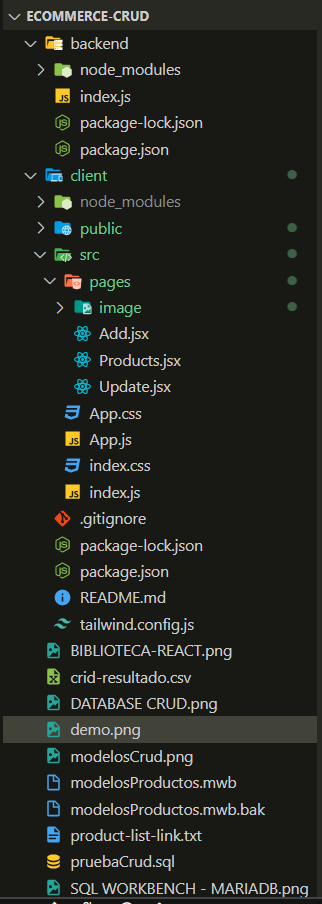 ECOMMERCE-CRUD
backend
node_modules
index.js
package-lock.json
package.json
client
node_modules
public
src
pages
image
Add.jsx
Products.jsx
Update.jsx
App.css
App.js
index.css
index.js
.gitignore
package-lock.json
package.json
README.md
tailwind.config.js
BIBLIOTECA-REACT.png
crid-resultado.csv
DATABASE CRUD.png
demo.png
modelosCrud.png
modelosProductos.mwb
modelosProductos.mwb.bak
product-list-link.txt
pruebaCrud.sql
SQL WORKBENCH - MARIADB.png